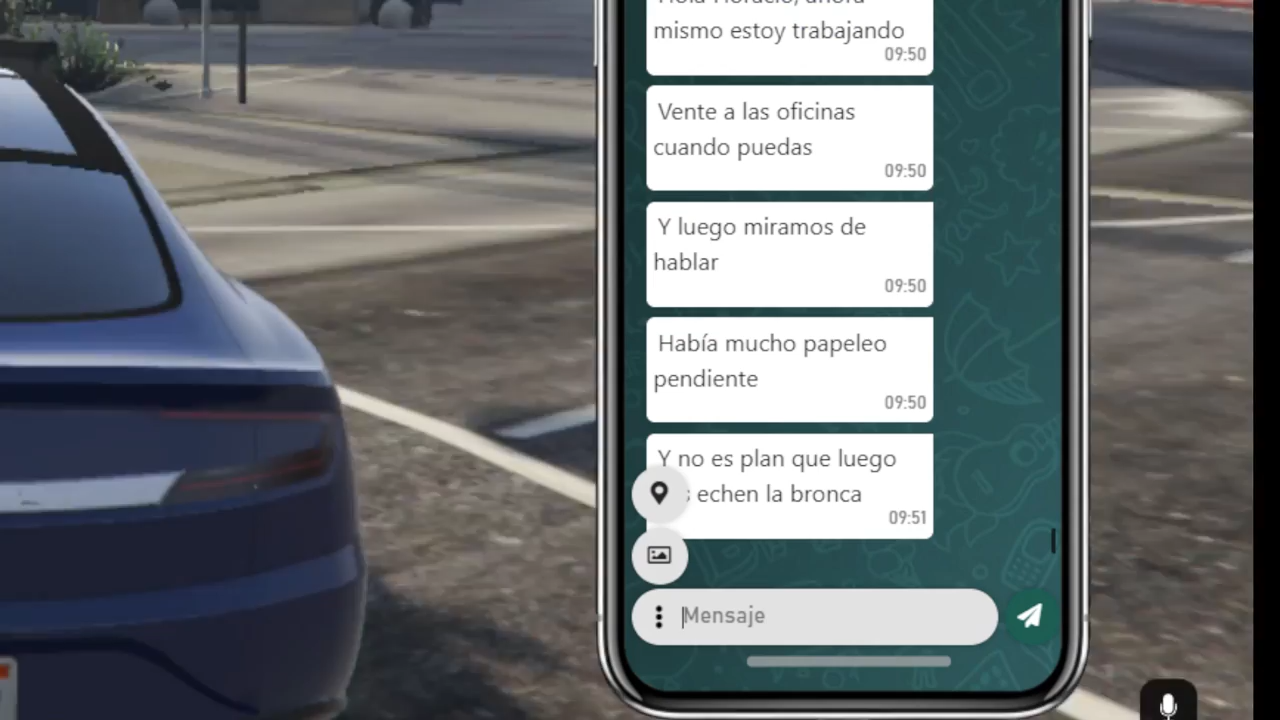 mismo estoy trabajando
09:50
Vente a las oficinas
cuando puedas
09:50
Y luego miramos de
hablar
09:50
Había mucho papeleo
pendiente
09:50
Y no es plan que luego
echen la bronca
09:51
Mensaje